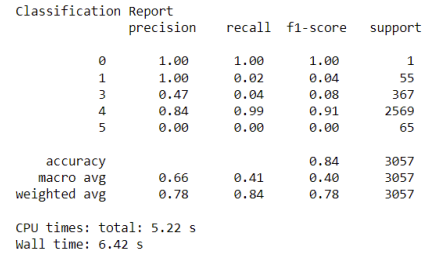 Classification Report
precision recall f1-score support
0 1.00 1.00 1.00 1
1 1.00 0.02 0.04 55
3 0.47 0.04 0.08 367
4 0.84 0.99 0.91 2569
5 0.00 0.00 0.00 65
accuracy 0.84 3057
macro avg 0.66 0.41 0.40 3057
weighted avg 0.78 0.84 0.78 3057
CPU times: total: 5.22 s
Wall time: 6.42 s